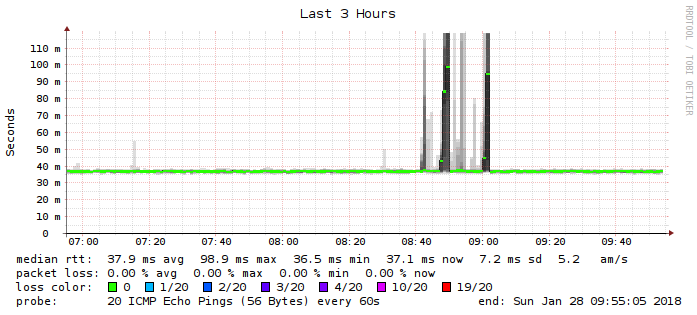 Last 3 Hours
RRDTOOL / TOBI OETIKER
Seconds
110 m
100 m
90 m
80 m
70 m
60 m
50 m
40 m
30 m
20 m
10 m
0
07:00 07:20 07:40 08:00 08:20 08:40 09:00 09:20 09:40
median rtt: 37.9 ms avg 98.9 ms max 36.5 ms min 37.1 ms now 7.2 ms sd 5.2 am/s
packet loss: 0.00 % avg 0.00 % max 0.00 % min 0.00 % now
loss color: 0 1/20 2/20 3/20 4/20 10/20 19/20
probe: 20 ICMP Echo Pings (56 Bytes) every 60s end: Sun Jan 28 09:55:05 2018